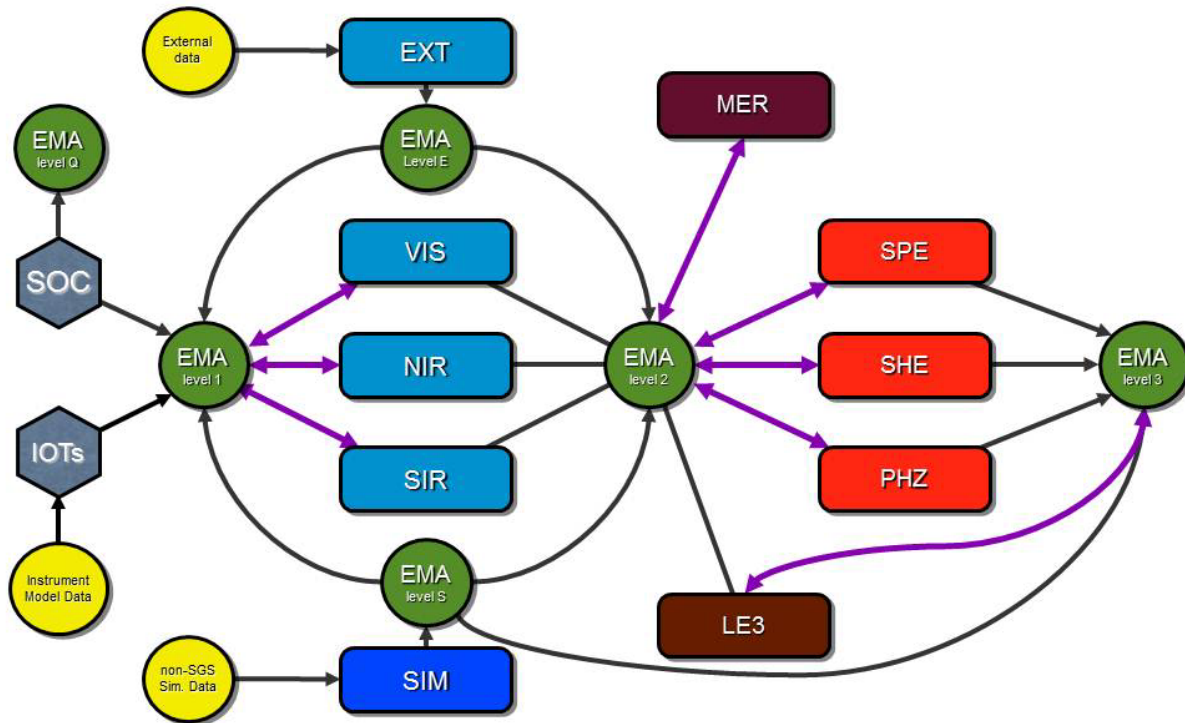 External
data
EXT
MER
EMA
level Q
EMA
Level E
VIS
SPE
SOC
EMA
level 1
NIR
EMA
level 2
SHE
EMA
level 3
IOTs
SIR
PHZ
Instrument
Model Data
EMA
level S
LE3
non-SGS
Sim. Data
SIM